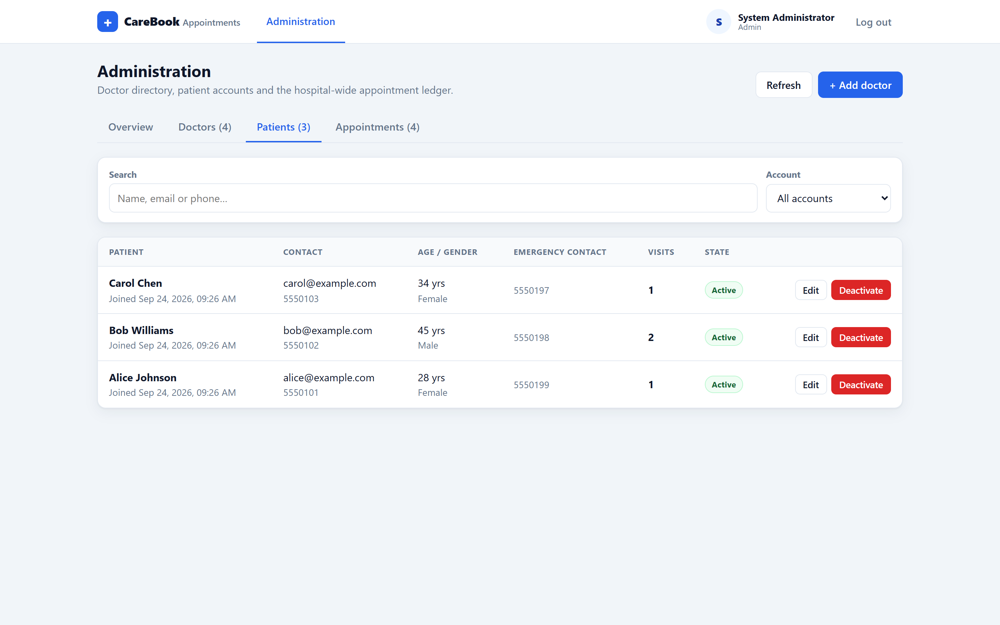 + CareBook Appointments Administration S System Administrator Log out
Admin
Administration
Doctor directory, patient accounts and the hospital-wide appointment ledger.
Refresh + Add doctor
Overview Doctors (4) Patients (3) Appointments (4)
Search Account
Name, email or phone... All accounts
PATIENT CONTACT AGE / GENDER EMERGENCY CONTACT VISITS STATE
Carol Chen carol@example.com 34 yrs 5550197 1 Active Edit Deactivate
Joined Sep 24, 2026, 09:26 AM 5550103 Female
Bob Williams bob@example.com 45 yrs 5550198 2 Active Edit Deactivate
Joined Sep 24, 2026, 09:26 AM 5550102 Male
Alice Johnson alice@example.com 28 yrs 5550199 1 Active Edit Deactivate
Joined Sep 24, 2026, 09:26 AM 5550101 Female